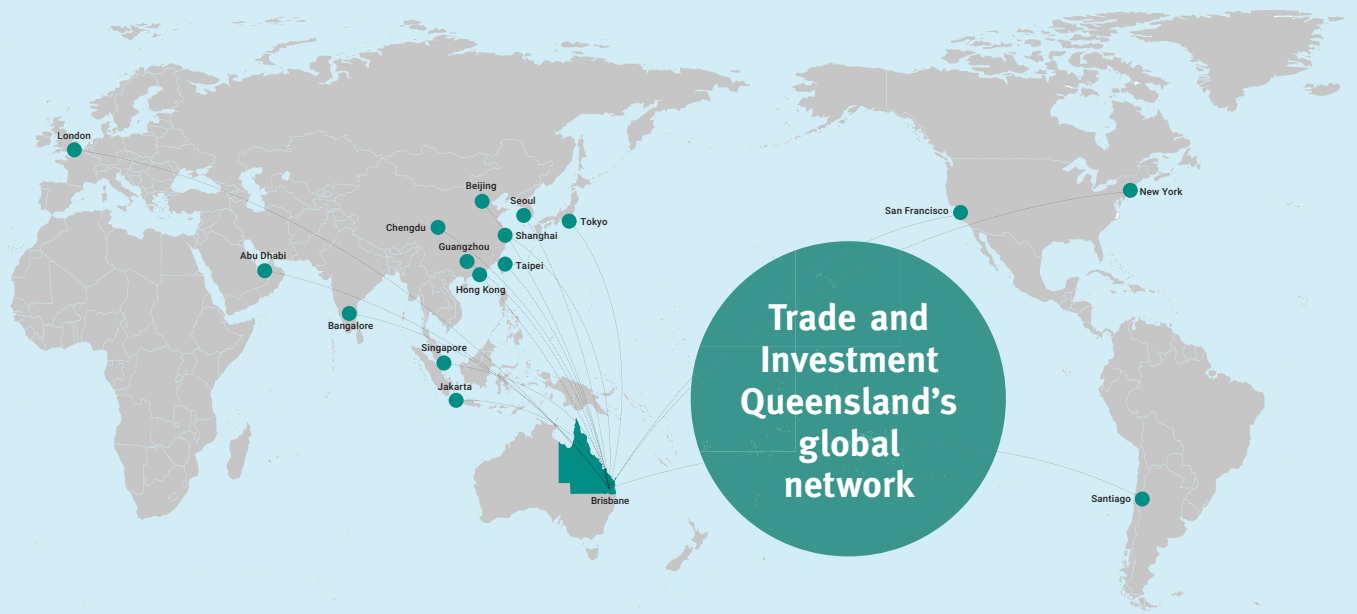 London
Beijing
Seoul
New York
San Francisco
Tokyo
Chengdu
Shanghai
Guangzhou
Abu Dhabi
Taipei
Hong Kong
Bangalore
Singapore
Jakarta
Brisbane
Santiago
Trade and
Investment
Queensland’s
global
network